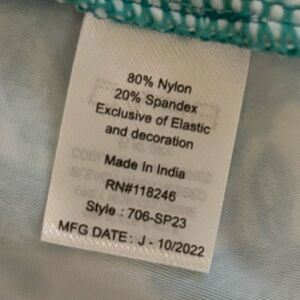 80% Nylon
20% Spandex
Exclusive of Elastic
and decoration
Made In India
RN#118246
Style : 706-SP23
MFG DATE : J - 10/2022